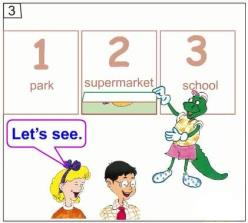 3
1 2 3
park supermarket school
Let's see.